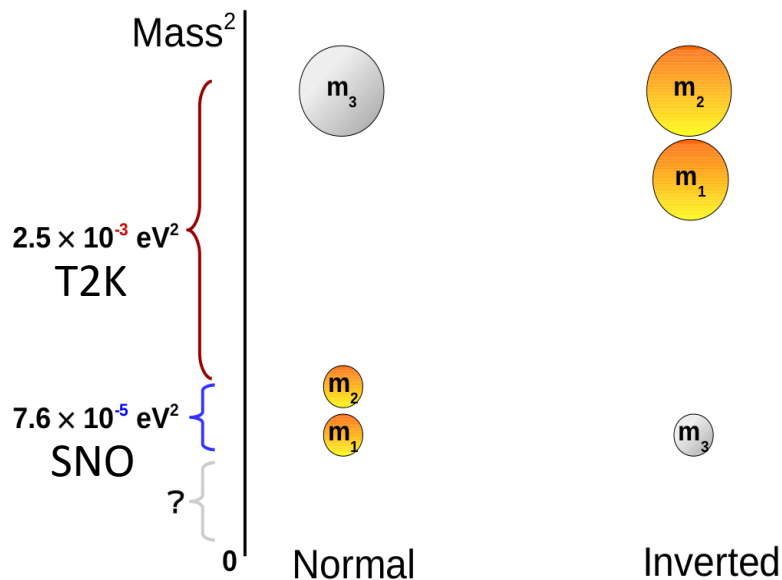 Mass²
m₃
m₂
m₁
2.5 × 10⁻³ eV²
T2K
m₂
7.6 × 10⁻⁵ eV²
m₁
m₃
SNO
?
0
Normal
Inverted